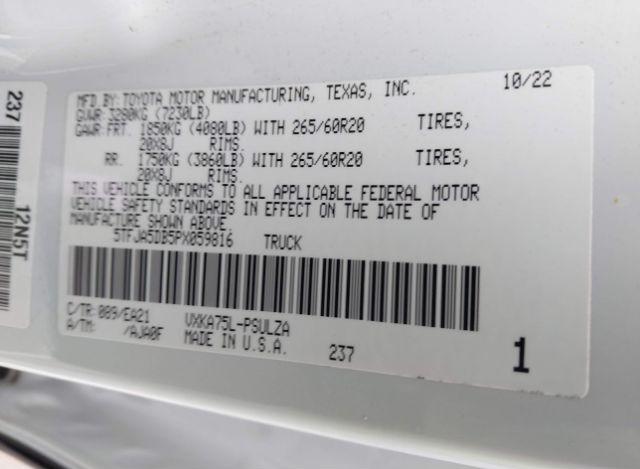 MFD BY: TOYOTA MOTOR MANUFACTURING, TEXAS, INC. 10/22
GVWR: 3280KG (7230LB)
GAWR: FRT. 1850KG (4080LB) WITH 265/60R20 TIRES,
20X8J RIMS.
RR. 1750KG (3860LB) WITH 265/60R20 TIRES,
20X8J RIMS.
THIS VEHICLE CONFORMS TO ALL APPLICABLE FEDERAL MOTOR
VEHICLE SAFETY STANDARDS IN EFFECT ON THE DATE OF
MANUFACTURE SHOWN ABOVE
5TFJA5DB5PX059816 TRUCK
C/TR: 089/EA21 VXKA75L-PSULZA
A/TM: /AJA0F MADE IN U.S.A. 237 1
237
12N5T